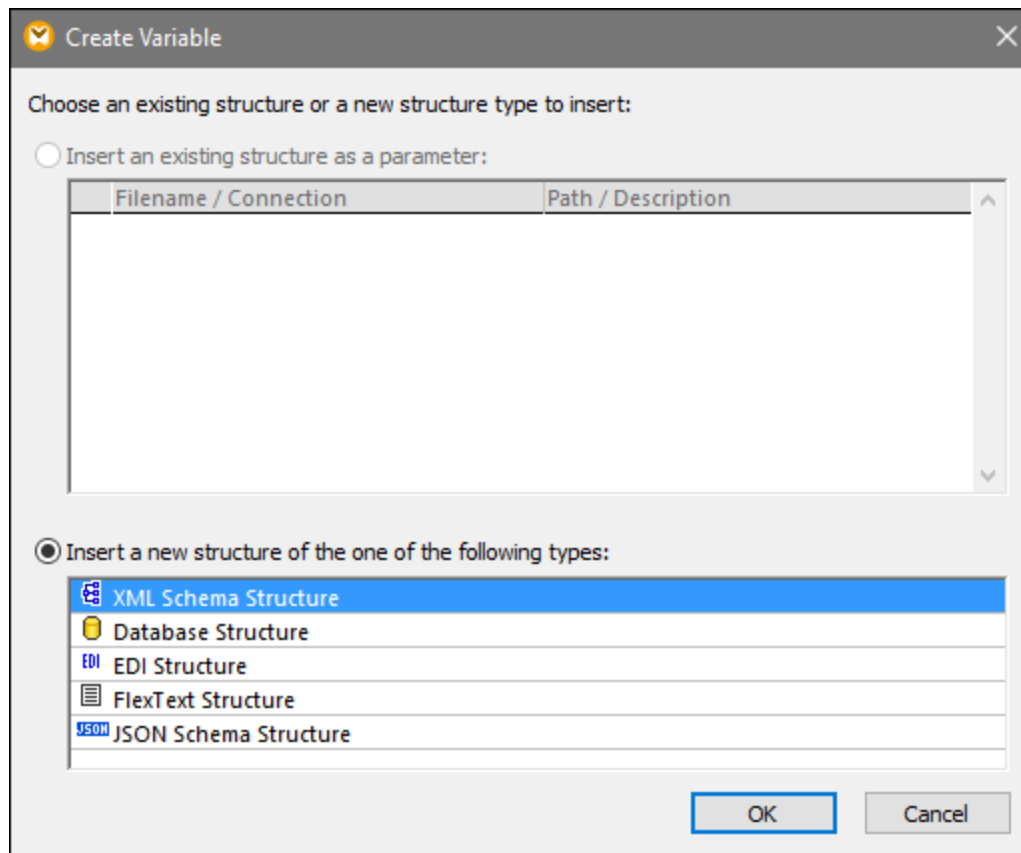 Create Variable
Choose an existing structure or a new structure type to insert:
Insert an existing structure as a parameter:
Filename / Connection Path / Description
Insert a new structure of the one of the following types:
XML Schema Structure
Database Structure
EDI EDI Structure
FlexText Structure
JSON JSON Schema Structure
OK Cancel